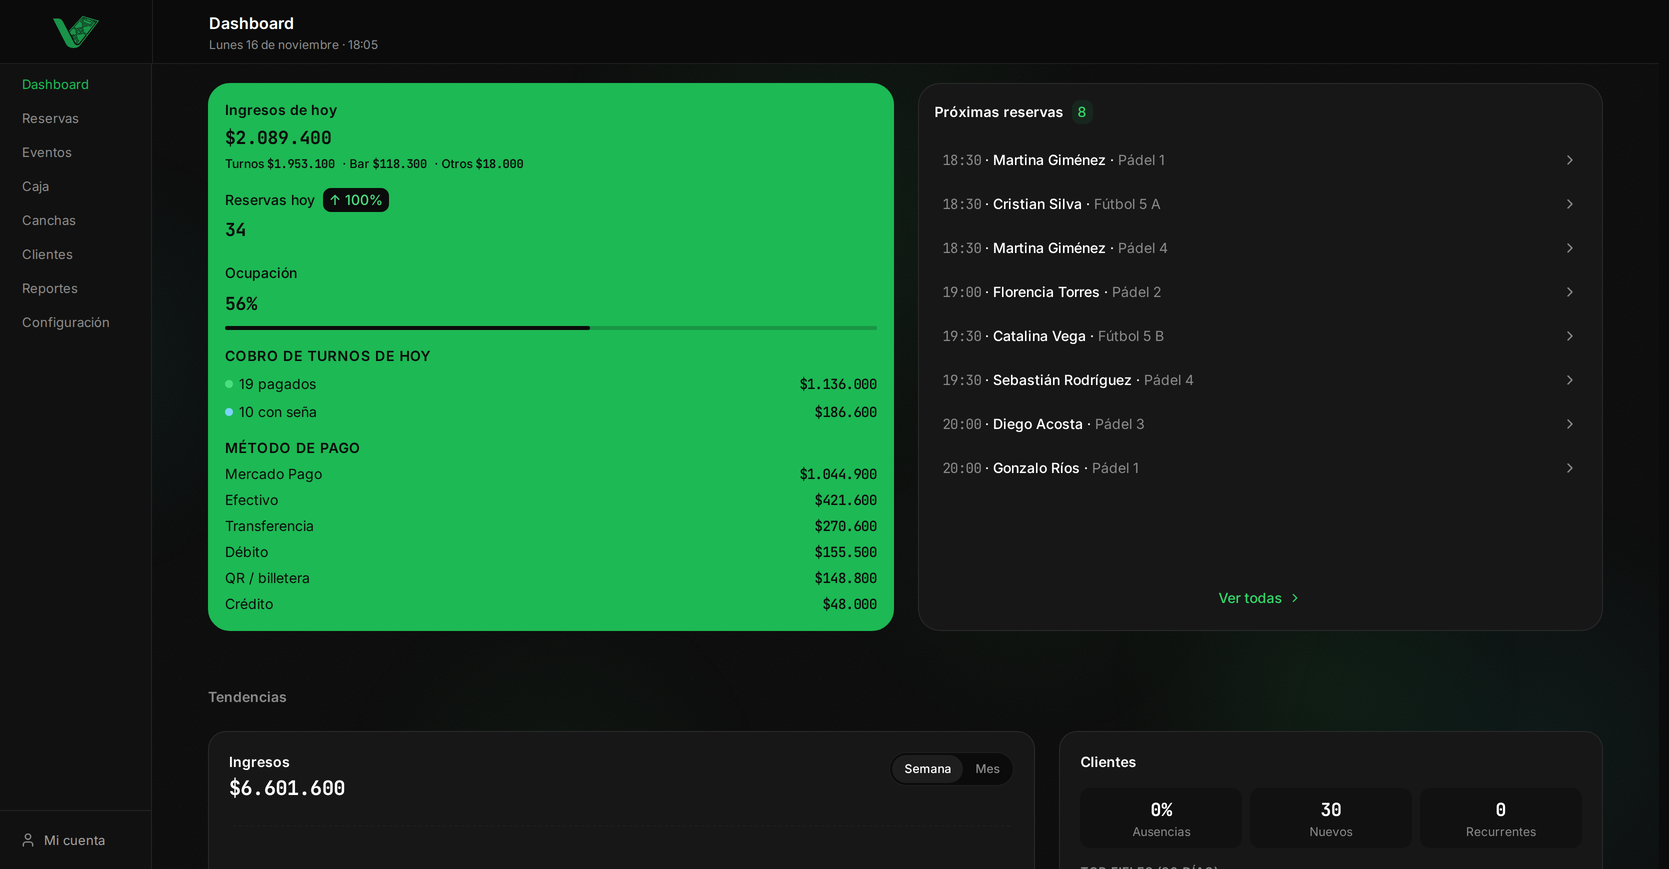 Dashboard
Lunes 16 de noviembre · 18:05
Dashboard
Reservas
Eventos
Caja
Canchas
Clientes
Reportes
Configuración
Mi cuenta
Ingresos de hoy
$2.089.400
Turnos $1.953.100 · Bar $118.300 · Otros $18.000
Reservas hoy ↑ 100%
34
Ocupación
56%
COBRO DE TURNOS DE HOY
19 pagados $1.136.000
10 con seña $186.600
MÉTODO DE PAGO
Mercado Pago $1.044.900
Efectivo $421.600
Transferencia $270.600
Débito $155.500
QR / billetera $148.800
Crédito $48.000
Próximas reservas 8
18:30 · Martina Giménez · Pádel 1
18:30 · Cristian Silva · Fútbol 5 A
18:30 · Martina Giménez · Pádel 4
19:00 · Florencia Torres · Pádel 2
19:30 · Catalina Vega · Fútbol 5 B
19:30 · Sebastián Rodríguez · Pádel 4
20:00 · Diego Acosta · Pádel 3
20:00 · Gonzalo Ríos · Pádel 1
Ver todas
Tendencias
Ingresos
$6.601.600
Semana Mes
Clientes
0% 30 0
Ausencias Nuevos Recurrentes